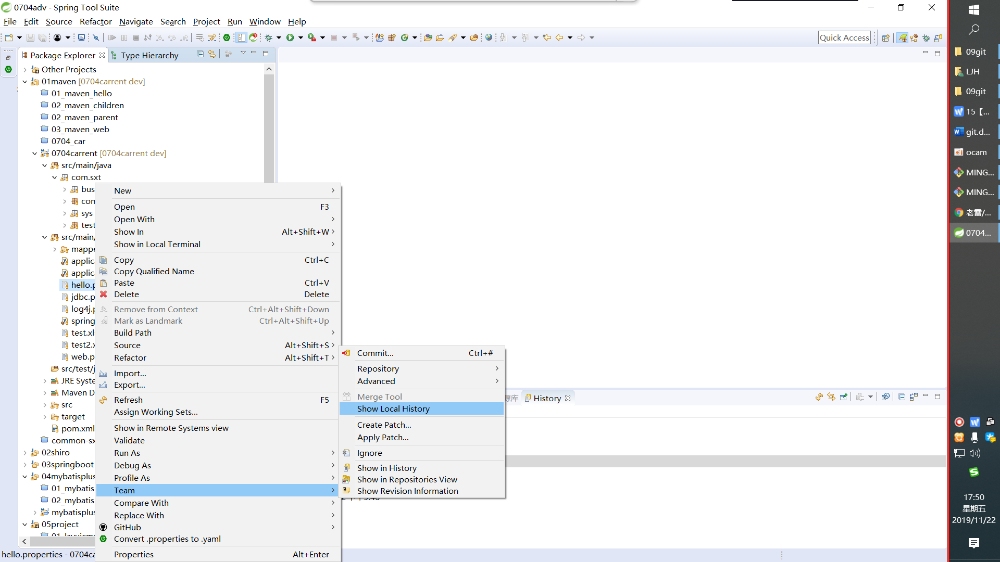 0704adv - Spring Tool Suite
File Edit Source Refactor Navigate Search Project Run Window Help
Quick Access
Package Explorer
Type Hierarchy
Other Projects
01maven [0704carrent dev]
01_maven_hello
02_maven_children
02_maven_parent
03_maven_web
0704_car
0704carrent [0704carrent dev]
src/main/java
com.sxt
bus
com
sys
test
src/main/
mappe
applic
applic
hello.p
jdbc.p
log4j.p
spring
test.xl
test2.x
web.p
src/test/j
JRE Syste
Maven D
src
target
pom.xml
common-sx
02shiro
03springboot
04mybatisplus
01_mybatis
02_mybatis
mybatisplus
05project
hello.properties - 0704ca
New
Open F3
Open With
Show In Alt+Shift+W
Show in Local Terminal
Copy Ctrl+C
Copy Qualified Name
Paste Ctrl+V
Delete Delete
Remove from Context Ctrl+Alt+Shift+Down
Mark as Landmark Ctrl+Alt+Shift+Up
Build Path
Source Alt+Shift+S
Refactor Alt+Shift+T
Import...
Export...
Refresh F5
Assign Working Sets...
Show in Remote Systems view
Validate
Run As
Debug As
Profile As
Team
Compare With
Replace With
GitHub
Convert .properties to .yaml
Properties Alt+Enter
Commit... Ctrl+#
Repository
Advanced
Merge Tool
Show Local History
Create Patch...
Apply Patch...
Ignore
Show in History
Show in Repositories View
Show Revision Information
源库
History
09git
LJH
09git
15【...
git.d...
ocam
MING...
MING...
老雷/...
0704...
17:50
星期五
2019/11/22